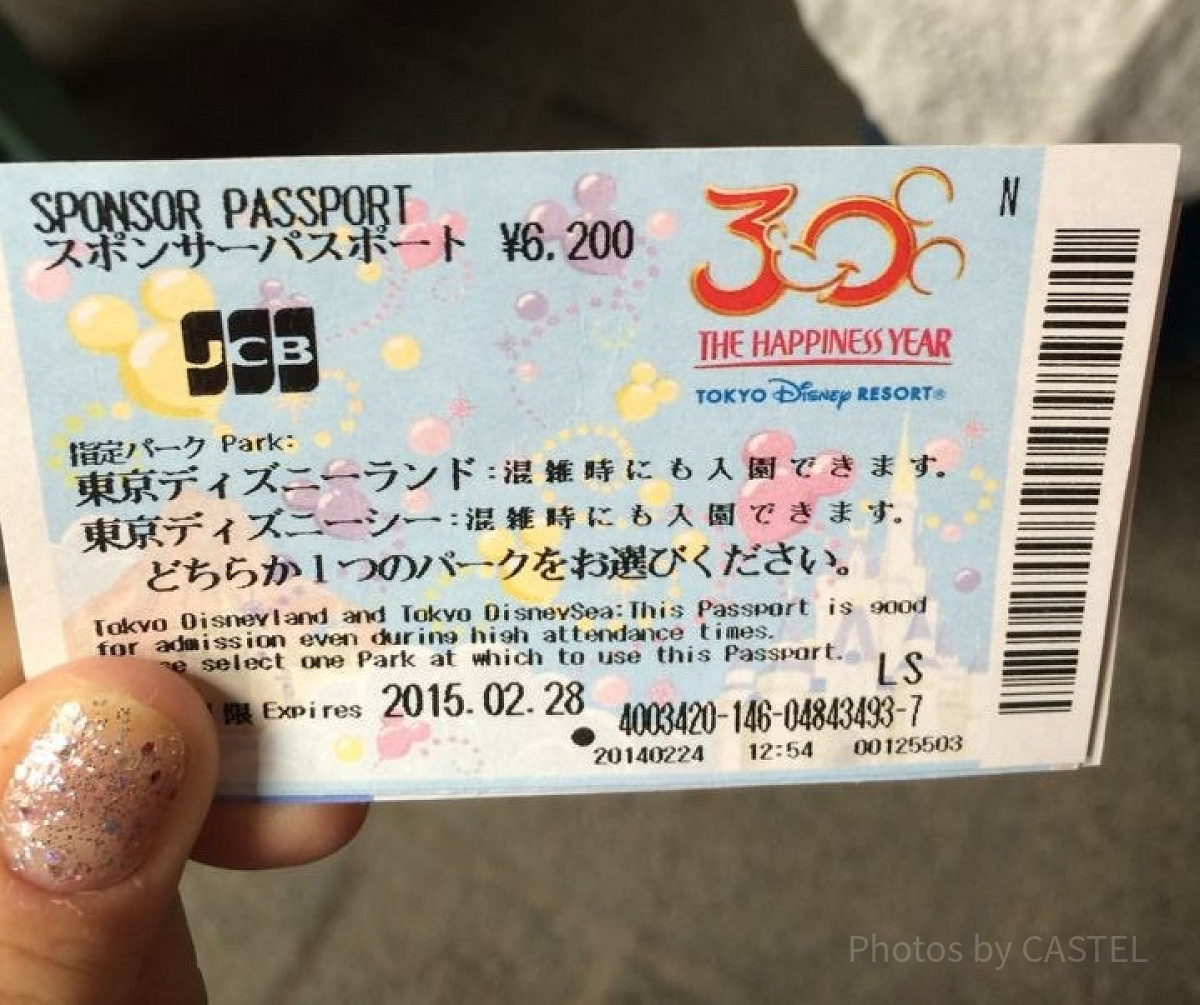 SPONSOR PASSPORT
スポンサーパスポート ¥6.200
N
30
THE HAPPINESS YEAR
TOKYO Disney RESORT®
JCB
指定パーク Park:
東京ディズニーランド:混雑時にも入園できます。
東京ディズニーシー:混雑時にも入園できます。
どちらか1つのパークをお選びください。
Tokyo Disneyland and Tokyo DisneySea:This Passport is good
for admission even during high attendance times.
select one Park at which to use this Passport.
LS
限 Expires 2015.02.28
4003420-146-04843493-7
20140224 12:54 00125503
Photos by CASTEL